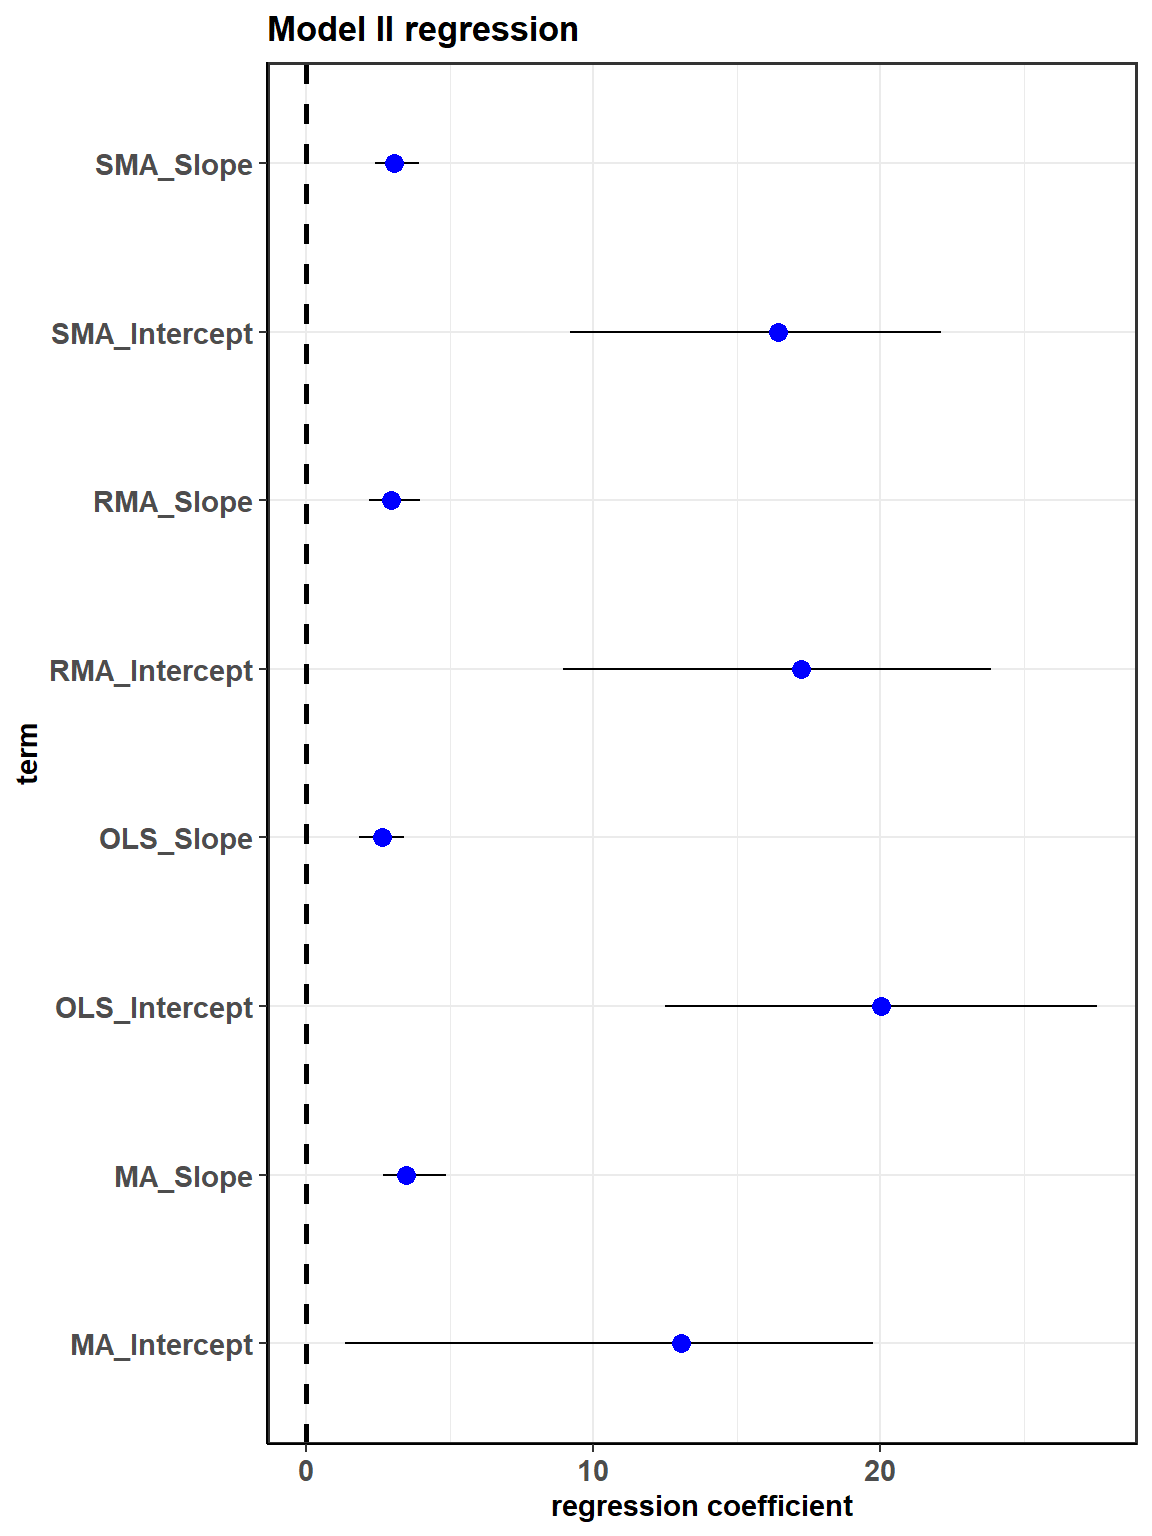 Model II regression
SMA_Slope
SMA_Intercept
RMA_Slope
RMA_Intercept
term
OLS_Slope
OLS_Intercept
MA_Slope
MA_Intercept
0 10 20
regression coefficient